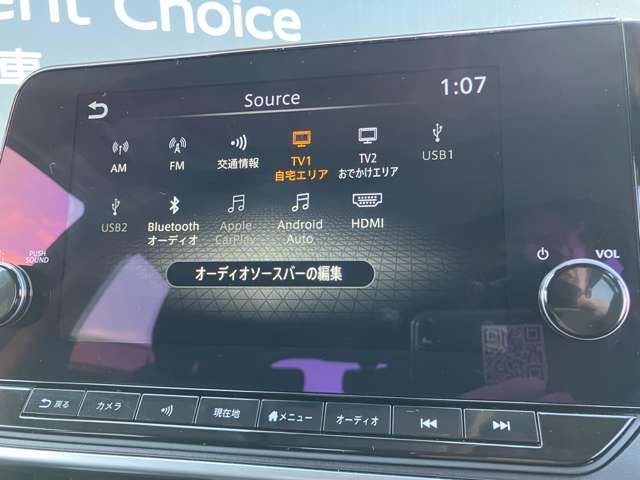 ent Choice
車
Source
1:07
AM
FM
交通情報
TV1
自宅エリア
TV2
おでかけエリア
USB1
USB2
Bluetooth
オーディオ
Apple
CarPlay
Android
Auto
HDMI
オーディオソースバーの編集
PUSH
SOUND
VOL
戻る
カメラ
現在地
メニュー
オーディオ